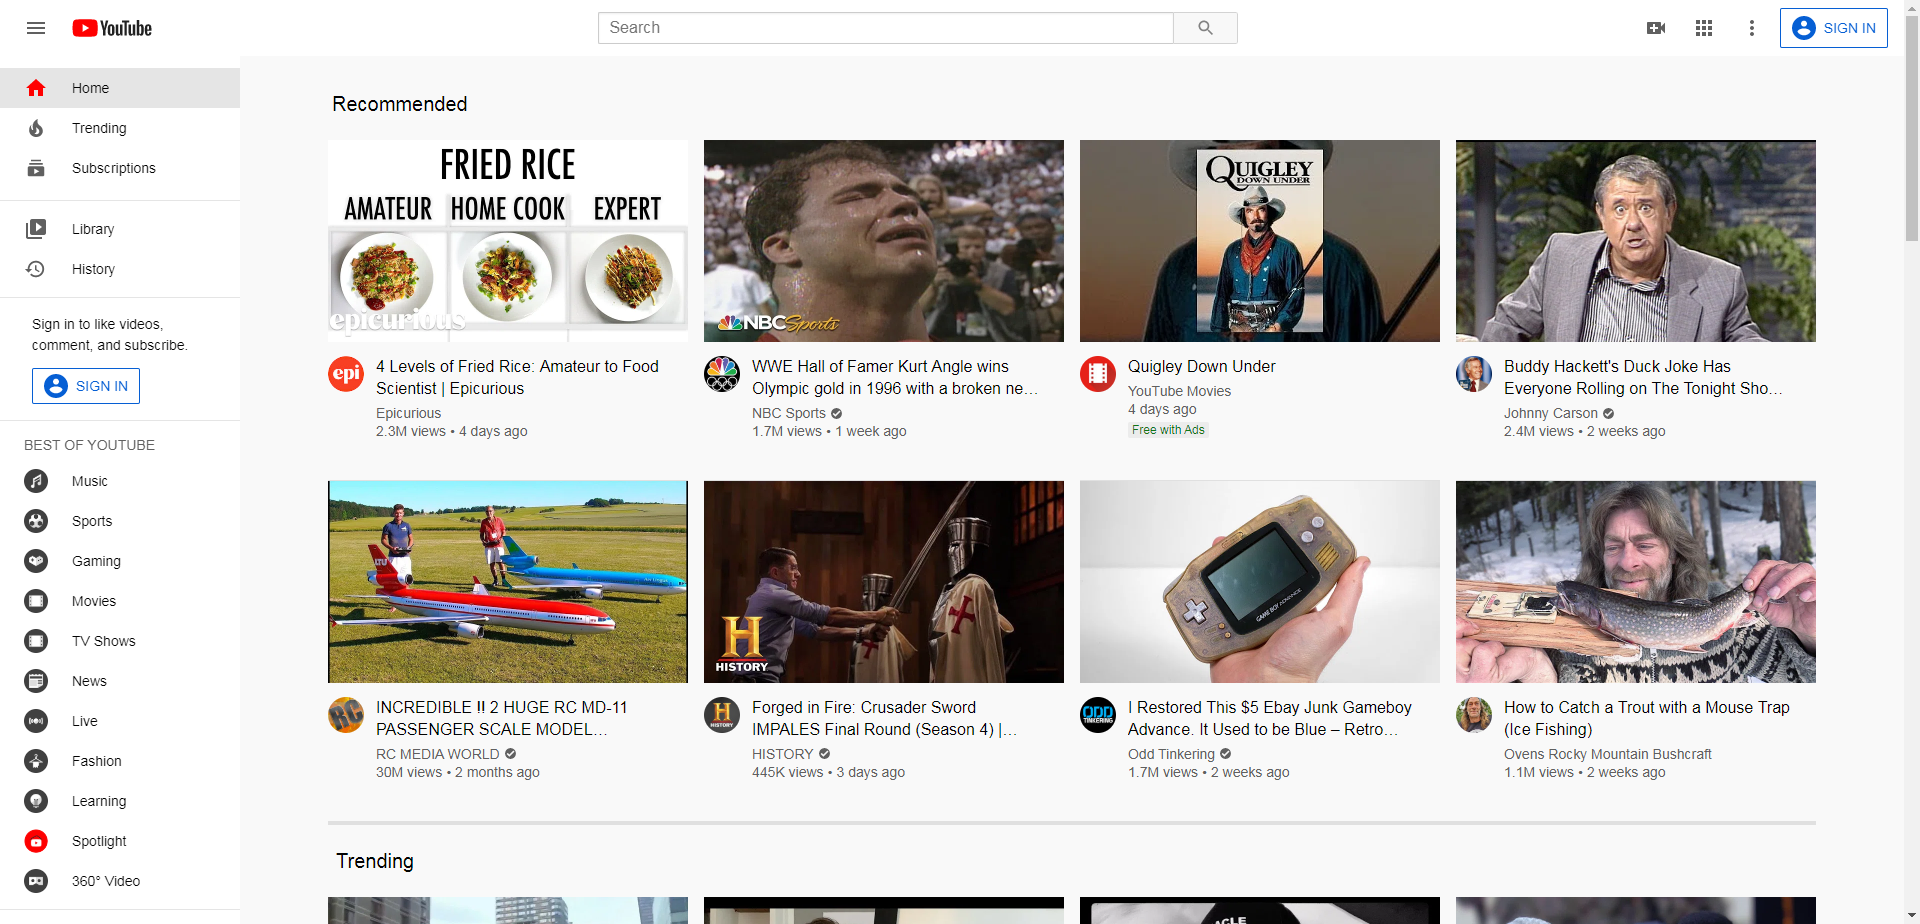 YouTube
Search
SIGN IN
Home
Trending
Subscriptions
Library
History
Sign in to like videos,
comment, and subscribe.
SIGN IN
BEST OF YOUTUBE
Music
Sports
Gaming
Movies
TV Shows
News
Live
Fashion
Learning
Spotlight
360° Video
Recommended
FRIED RICE
AMATEUR HOME COOK EXPERT
epicurious
epi
4 Levels of Fried Rice: Amateur to Food
Scientist | Epicurious
Epicurious
2.3M views • 4 days ago
NBC Sports
WWE Hall of Famer Kurt Angle wins
Olympic gold in 1996 with a broken ne...
NBC Sports
1.7M views • 1 week ago
QUIGLEY
DOWN UNDER
Quigley Down Under
YouTube Movies
4 days ago
Free with Ads
Buddy Hackett's Duck Joke Has
Everyone Rolling on The Tonight Sho...
Johnny Carson
2.4M views • 2 weeks ago
LTU
RC
INCREDIBLE !! 2 HUGE RC MD-11
PASSENGER SCALE MODEL...
RC MEDIA WORLD
30M views • 2 months ago
H
HISTORY
H
HISTORY
Forged in Fire: Crusader Sword
IMPALES Final Round (Season 4) |...
HISTORY
445K views • 3 days ago
GAME BOY ADVANCE
ODD
TINKERING
I Restored This $5 Ebay Junk Gameboy
Advance. It Used to be Blue – Retro...
Odd Tinkering
1.7M views • 2 weeks ago
How to Catch a Trout with a Mouse Trap
(Ice Fishing)
Ovens Rocky Mountain Bushcraft
1.1M views • 2 weeks ago
Trending